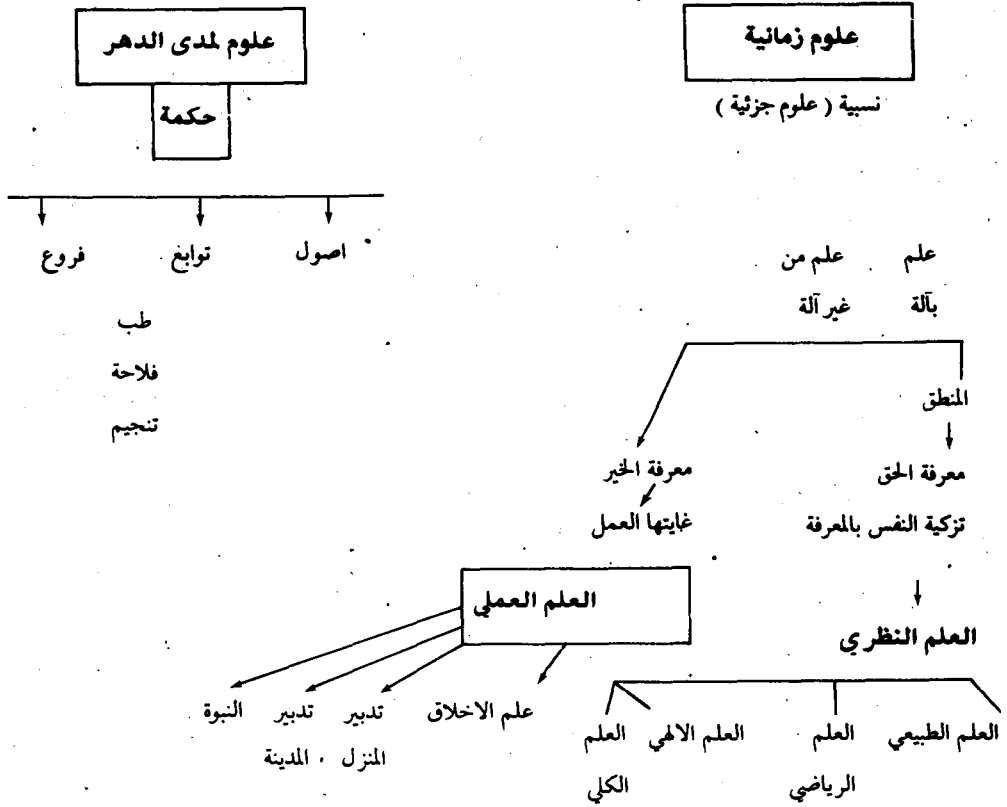 علوم زمانية
نسبية ( علوم جزئية )
علوم لمدى الدهر
حكمة
اصول
توابغ
فروع
طب
فلاحة
تنجيم
علم بآلة
علم من غير آلة
المنطق
معرفة الحق
تزكية النفس بالمعرفة
معرفة الخير
غايتها العمل
العلم النظري
العلم العملي
العلم الطبيعي
العلم الرياضي
العلم الالهي
العلم الكلي
علم الاخلاق
تدبير المنزل
تدبير المدينة
النبوة